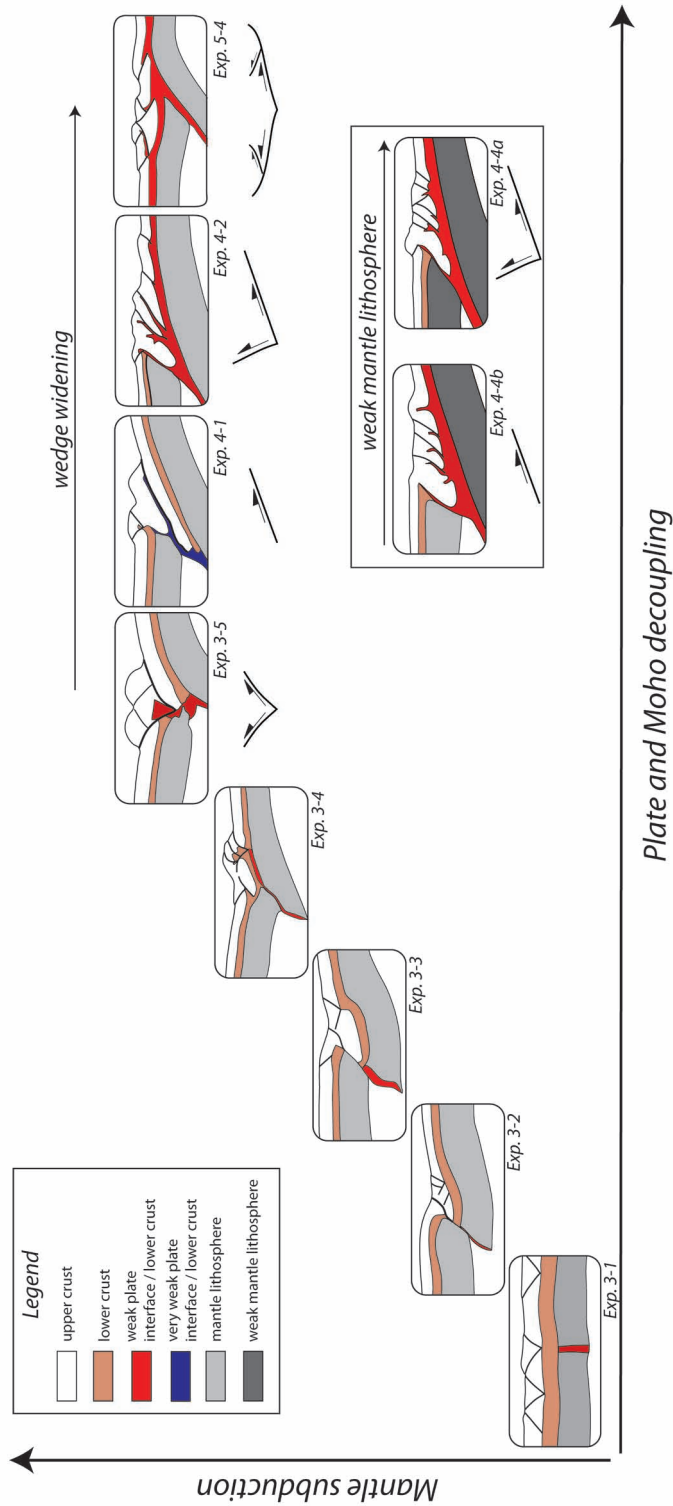 Mantle subduction
Legend
upper crust
lower crust
weak plate
interface / lower crust
very weak plate
interface / lower crust
mantle lithosphere
weak mantle lithosphere
wedge widening
Exp. 3-5
Exp. 4-1
Exp. 4-2
Exp. 5-4
Exp. 3-4
Exp. 3-3
Exp. 3-2
Exp. 3-1
weak mantle lithosphere
Exp. 4-4b
Exp. 4-4a
Plate and Moho decoupling